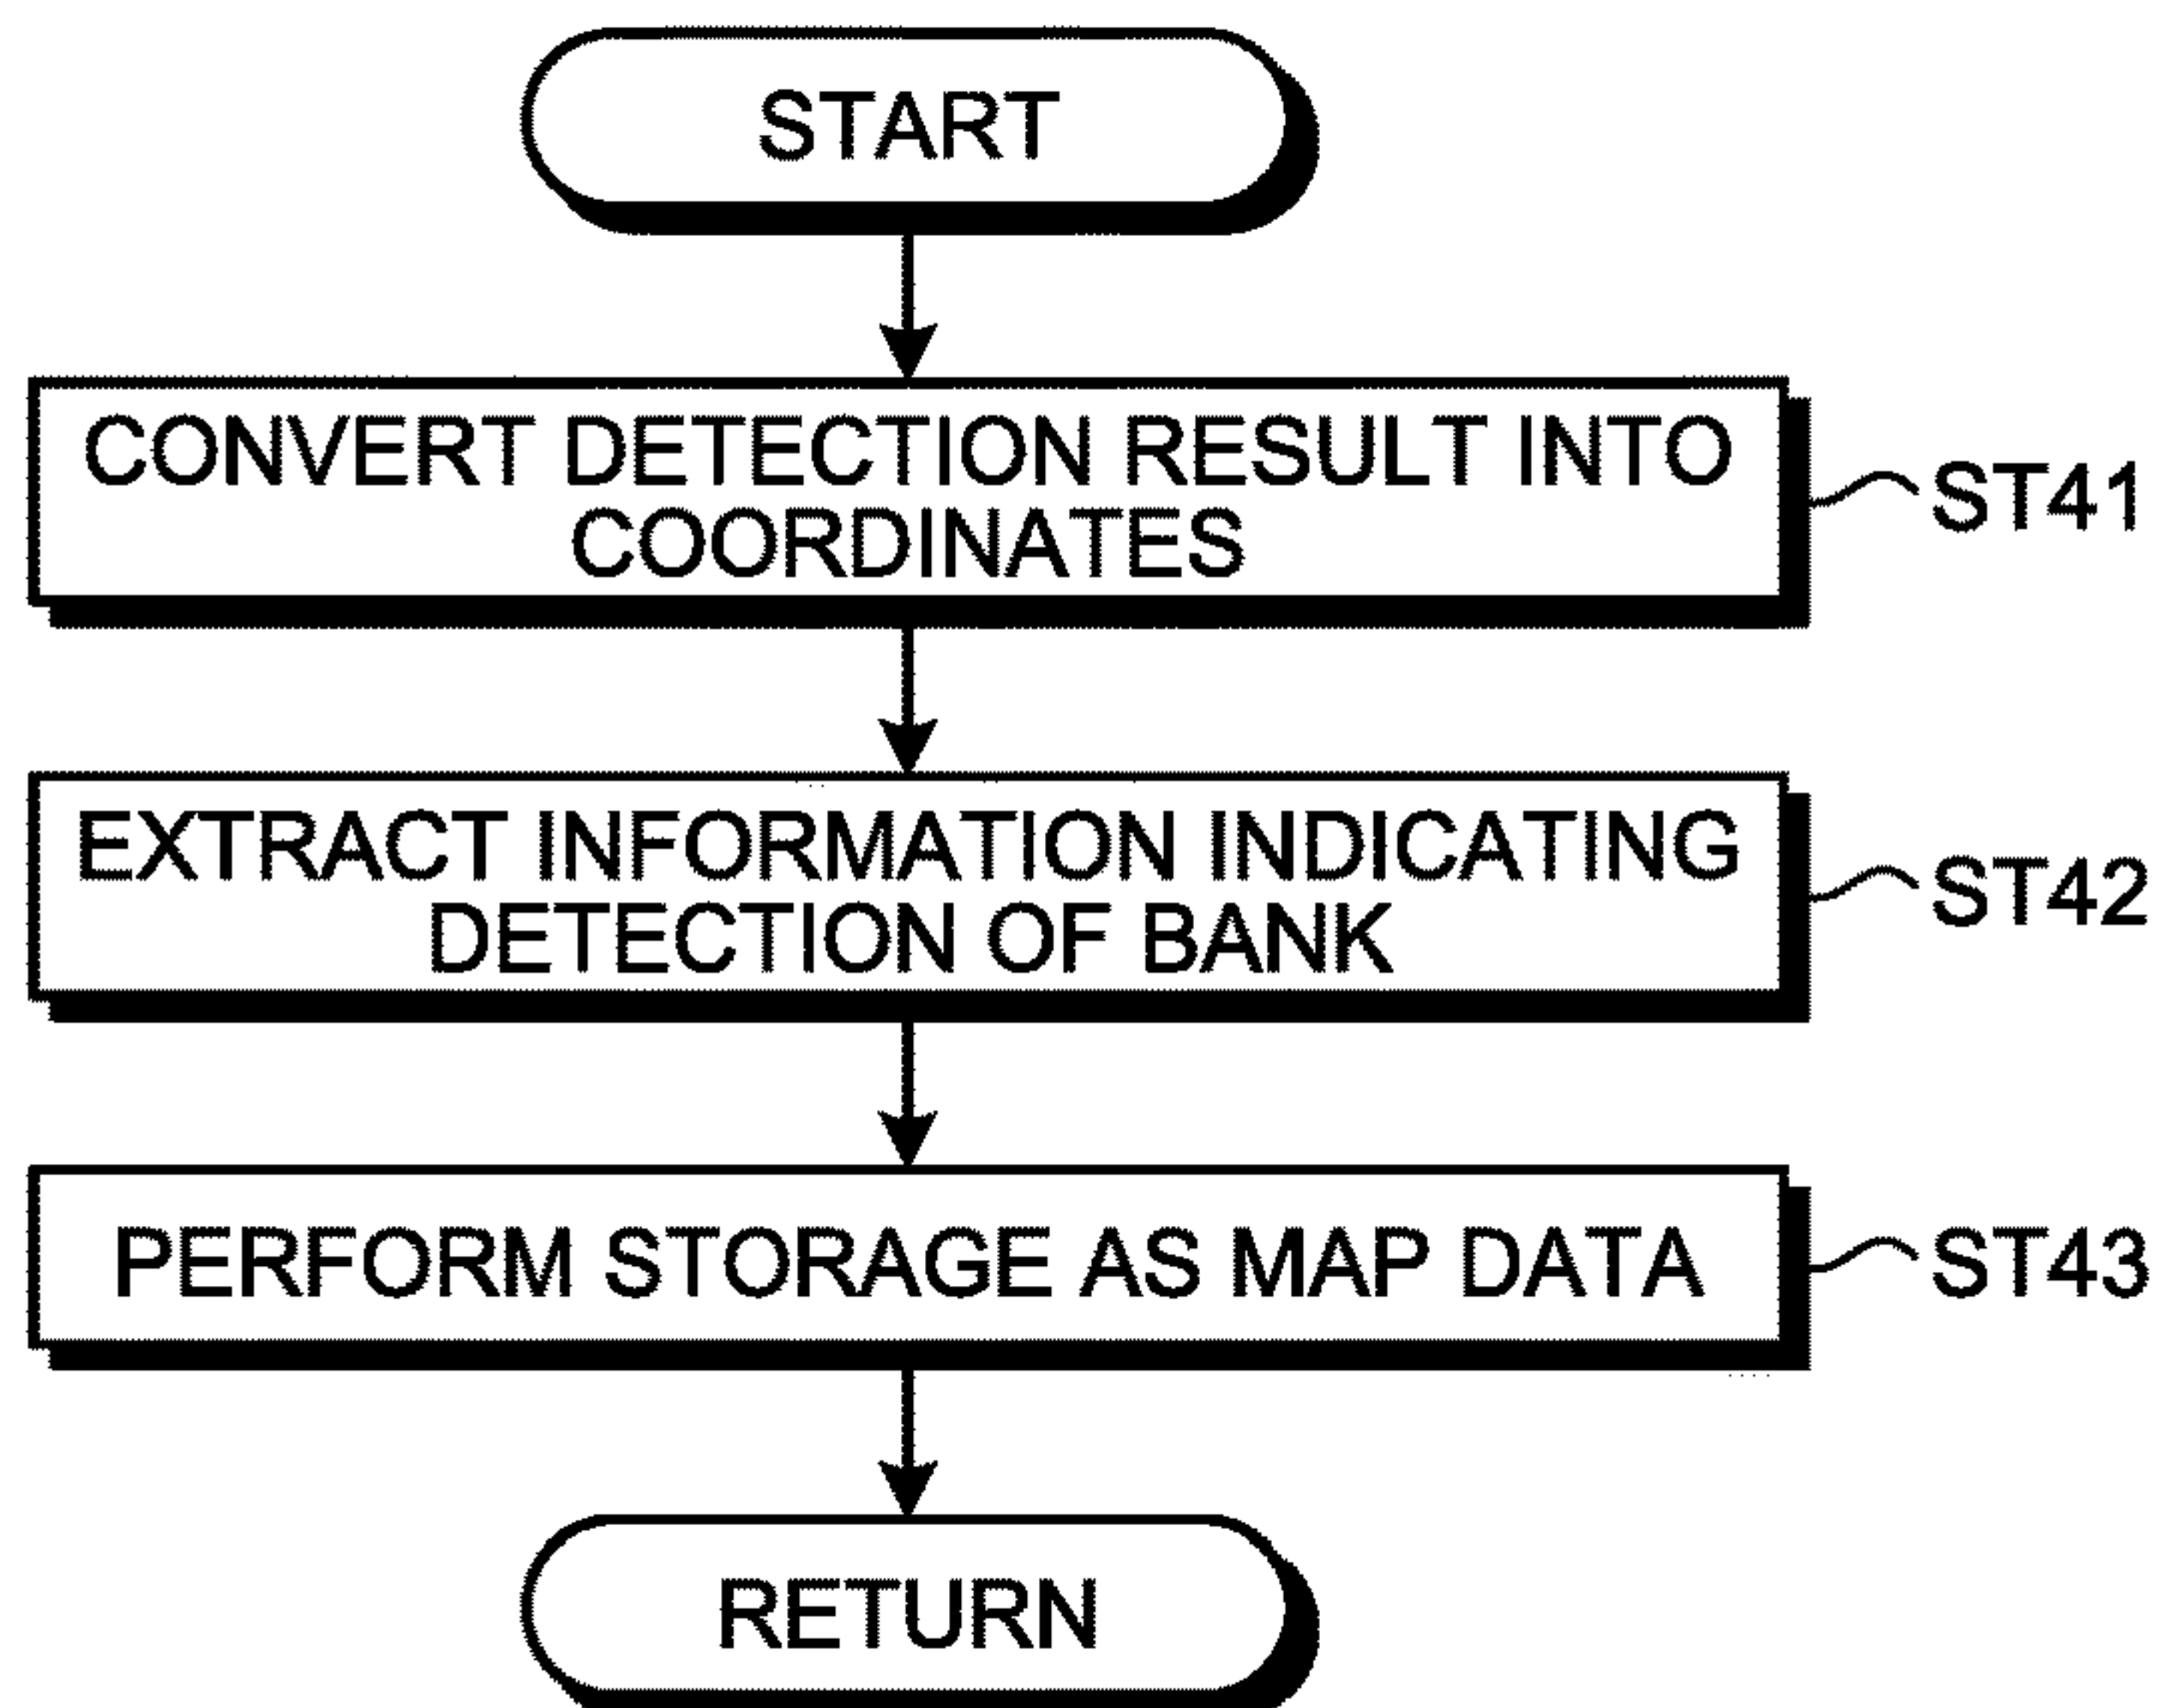 START
CONVERT DETECTION RESULT INTO
COORDINATES
ST41
EXTRACT INFORMATION INDICATING
DETECTION OF BANK
ST42
PERFORM STORAGE AS MAP DATA
ST43
RETURN